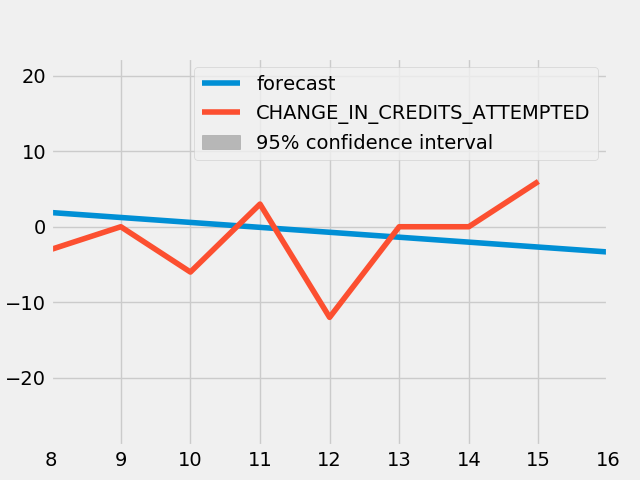 20
10
0
−10
−20
forecast
CHANGE_IN_CREDITS_ATTEMPTED
95% confidence interval
8 9 10 11 12 13 14 15 16